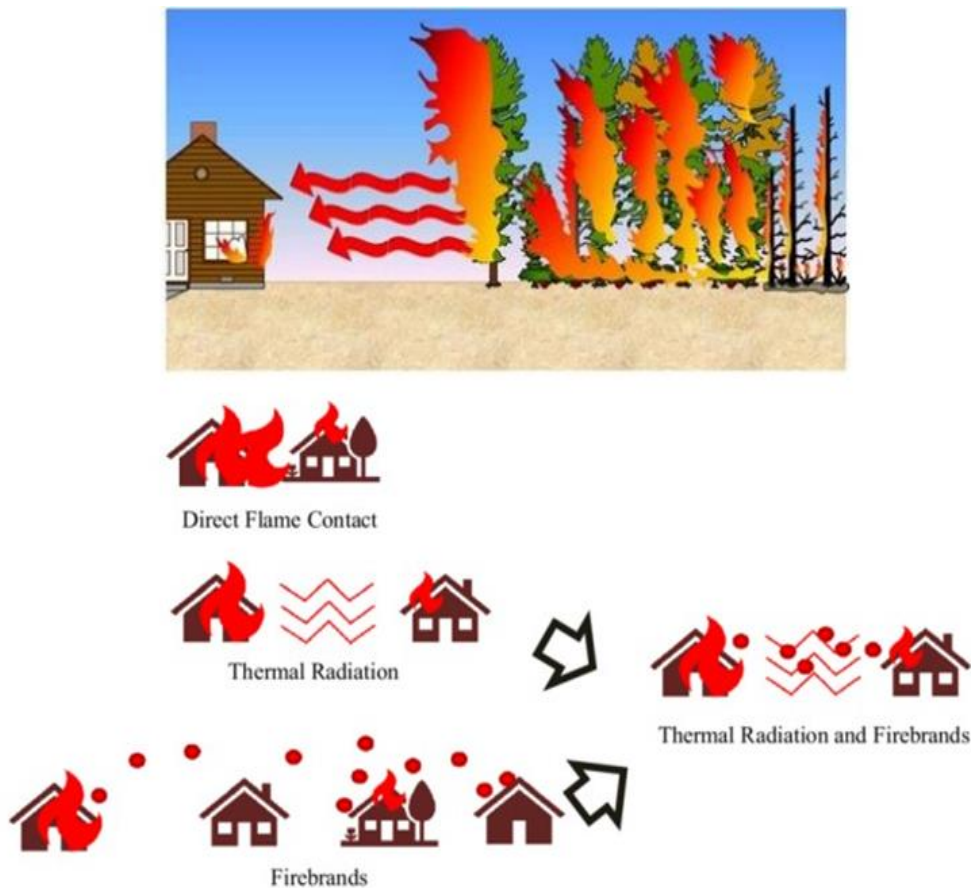 Direct Flame Contact
Thermal Radiation
Thermal Radiation and Firebrands
Firebrands